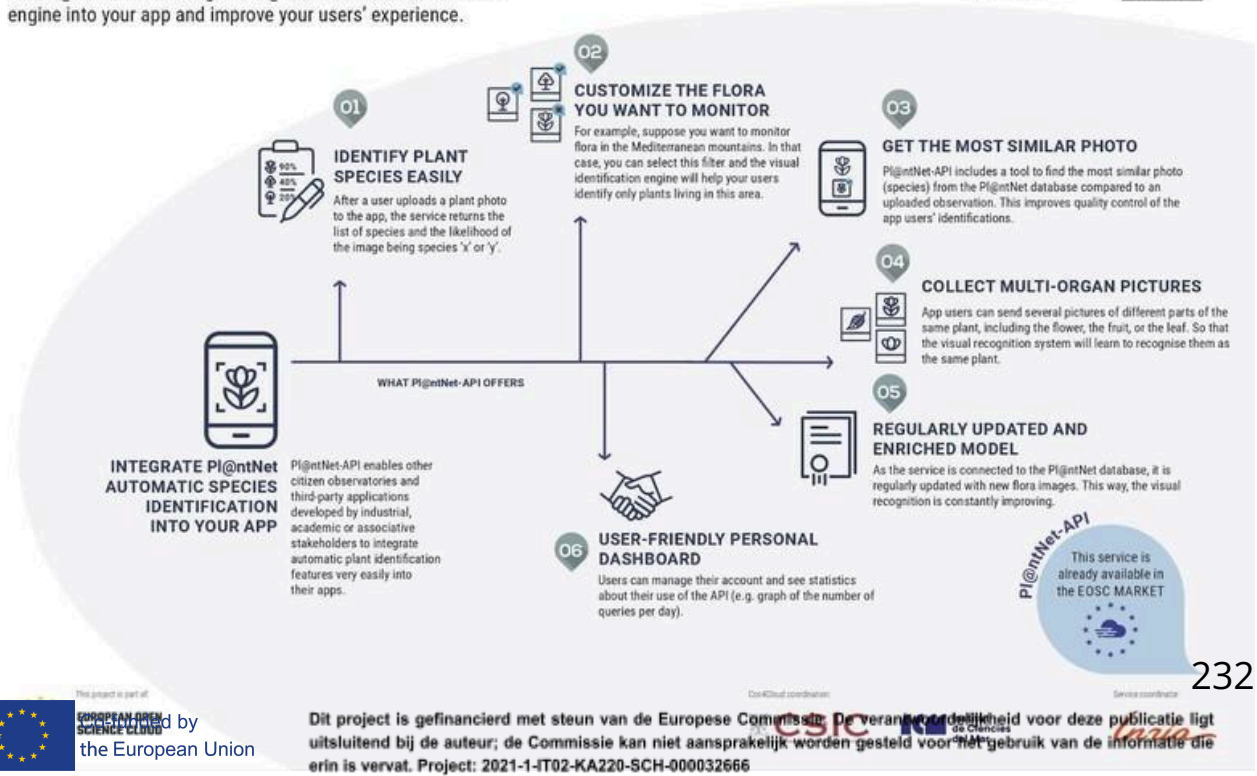 engine into your app and improve your users' experience.
01
IDENTIFY PLANT
SPECIES EASILY
After a user uploads a plant photo
to the app, the service returns the
list of species and the likelihood of
the image being species 'x' or 'y'.
90%
40%
20%
02
CUSTOMIZE THE FLORA
YOU WANT TO MONITOR
For example, suppose you want to monitor
flora in the Mediterranean mountains. In that
case, you can select this filter and the visual
identification engine will help your users
identify only plants living in this area.
03
GET THE MOST SIMILAR PHOTO
Pl@ntNet-API includes a tool to find the most similar photo
(species) from the Pl@ntNet database compared to an
uploaded observation. This improves quality control of the
app users' identifications.
04
COLLECT MULTI-ORGAN PICTURES
App users can send several pictures of different parts of the
same plant, including the flower, the fruit, or the leaf. So that
the visual recognition system will learn to recognise them as
the same plant.
WHAT Pl@ntNet-API OFFERS
05
REGULARLY UPDATED AND
ENRICHED MODEL
As the service is connected to the Pl@ntNet database, it is
regularly updated with new flora images. This way, the visual
recognition is constantly improving.
INTEGRATE Pl@ntNet
AUTOMATIC SPECIES
IDENTIFICATION
INTO YOUR APP
Pl@ntNet-API enables other
citizen observatories and
third-party applications
developed by industrial,
academic or associative
stakeholders to integrate
automatic plant identification
features very easily into
their apps.
06
USER-FRIENDLY PERSONAL
DASHBOARD
Users can manage their account and see statistics
about their use of the API (e.g. graph of the number of
queries per day).
Pl@ntNet-API
This service is
already available in
the EOSC MARKET
232
This project is part of:
Cos4Cloud coordination:
Service coordinator
EUROPEAN OPEN
SCIENCE CLOUD
Co-funded by
the European Union
CSIC
de Ciències
del Mar
Inria
Dit project is gefinancierd met steun van de Europese Commissie. De verantwoordelijkheid voor deze publicatie ligt
uitsluitend bij de auteur; de Commissie kan niet aansprakelijk worden gesteld voor het gebruik van de informatie die
erin is vervat. Project: 2021-1-IT02-KA220-SCH-000032666